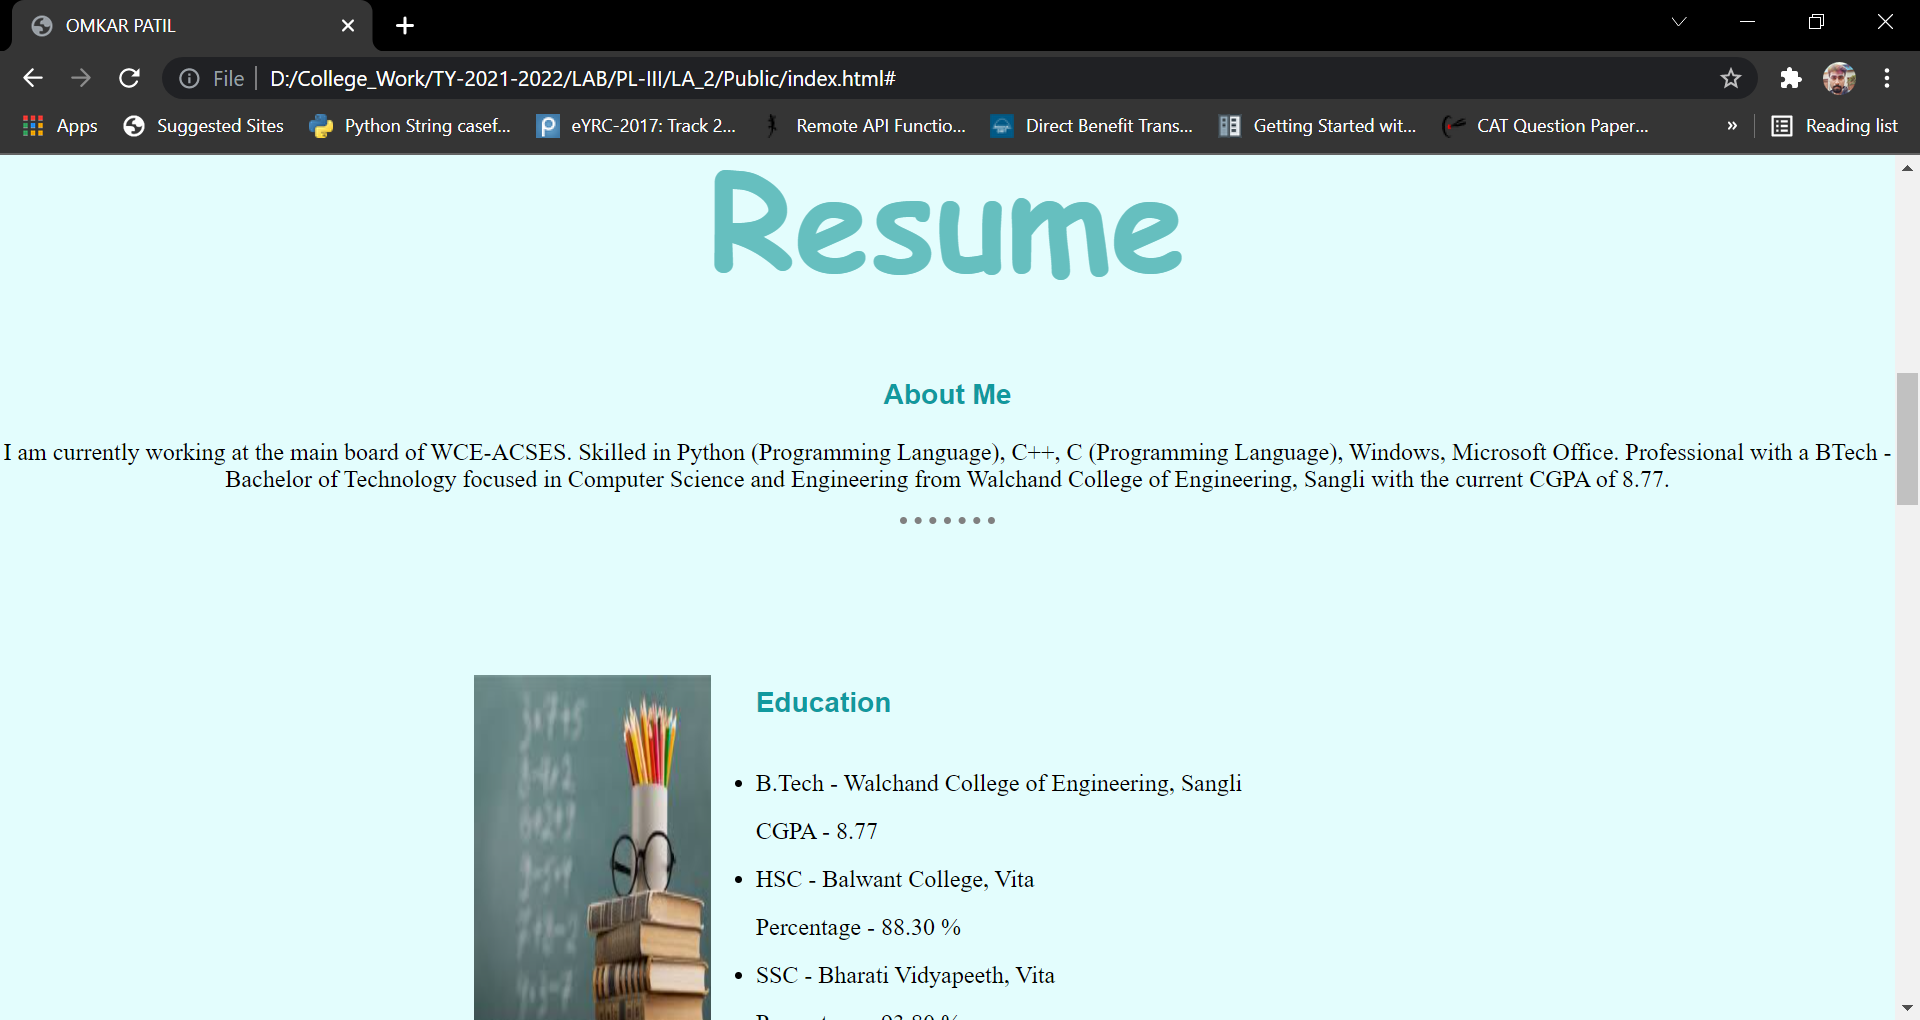 OMKAR PATIL
File
D:/College_Work/TY-2021-2022/LAB/PL-III/LA_2/Public/index.html#
Apps
Suggested Sites
Python String casef...
eYRC-2017: Track 2...
Remote API Functio...
Direct Benefit Trans...
Getting Started wit...
CAT Question Paper...
»
Reading list
Resume
About Me
I am currently working at the main board of WCE-ACSES. Skilled in Python (Programming Language), C++, C (Programming Language), Windows, Microsoft Office. Professional with a BTech -
Bachelor of Technology focused in Computer Science and Engineering from Walchand College of Engineering, Sangli with the current CGPA of 8.77.
Education
• B.Tech - Walchand College of Engineering, Sangli
CGPA - 8.77
• HSC - Balwant College, Vita
Percentage - 88.30 %
• SSC - Bharati Vidyapeeth, Vita